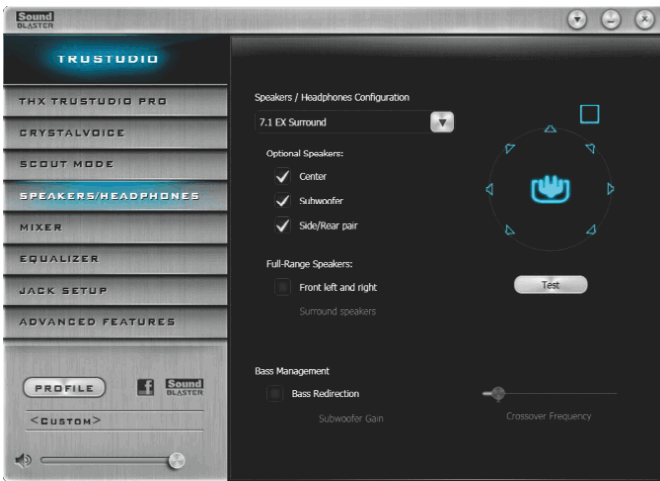 Sound
BLASTER
TRUSTUDIO
THX TRUSTUDIO PRO
CRYSTALVOICE
SCOUT MODE
SPEAKERS/HEADPHONES
MIXER
EQUALIZER
JACK SETUP
ADVANCED FEATURES
PROFILE
f
Sound
BLASTER
<CUSTOM>
Speakers / Headphones Configuration
7.1 EX Surround
Optional Speakers:
Center
Subwoofer
Side/Rear pair
Full-Range Speakers:
Front left and right
Surround speakers
Test
Bass Management
Bass Redirection
Subwoofer Gain
Crossover Frequency